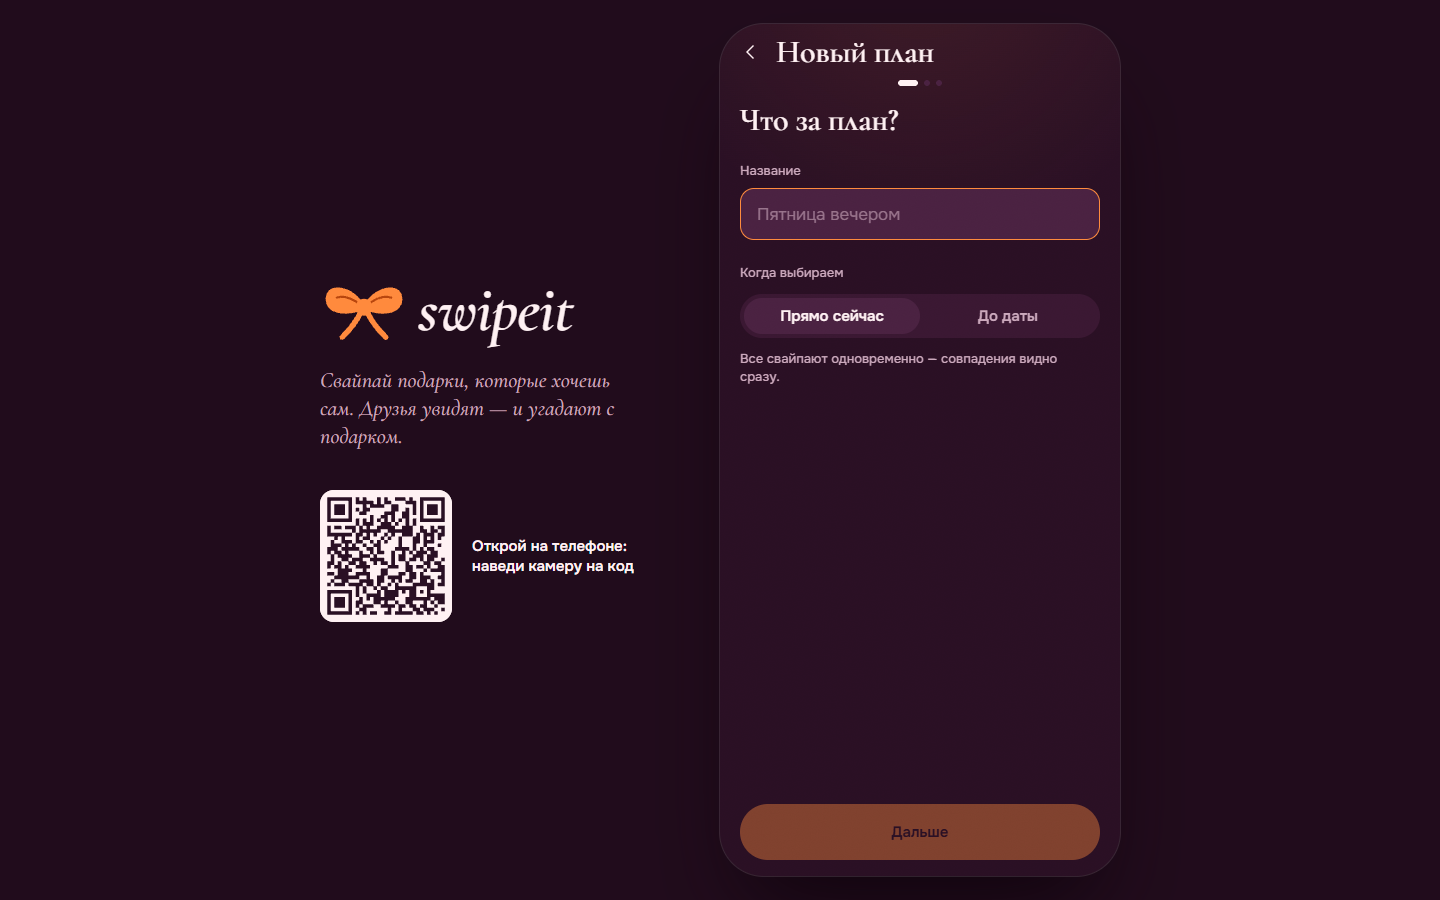 swipeit
Свайпай подарки, которые хочешь
сам. Друзья увидят — и угадают с
подарком.
Открой на телефоне:
наведи камеру на код
Новый план
Что за план?
Название
Пятница вечером
Когда выбираем
Прямо сейчас
До даты
Все свайпают одновременно — совпадения видно
сразу.
Дальше